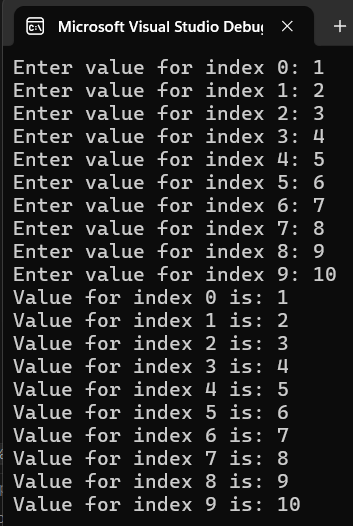 Microsoft Visual Studio Debug
Enter value for index 0: 1
Enter value for index 1: 2
Enter value for index 2: 3
Enter value for index 3: 4
Enter value for index 4: 5
Enter value for index 5: 6
Enter value for index 6: 7
Enter value for index 7: 8
Enter value for index 8: 9
Enter value for index 9: 10
Value for index 0 is: 1
Value for index 1 is: 2
Value for index 2 is: 3
Value for index 3 is: 4
Value for index 4 is: 5
Value for index 5 is: 6
Value for index 6 is: 7
Value for index 7 is: 8
Value for index 8 is: 9
Value for index 9 is: 10